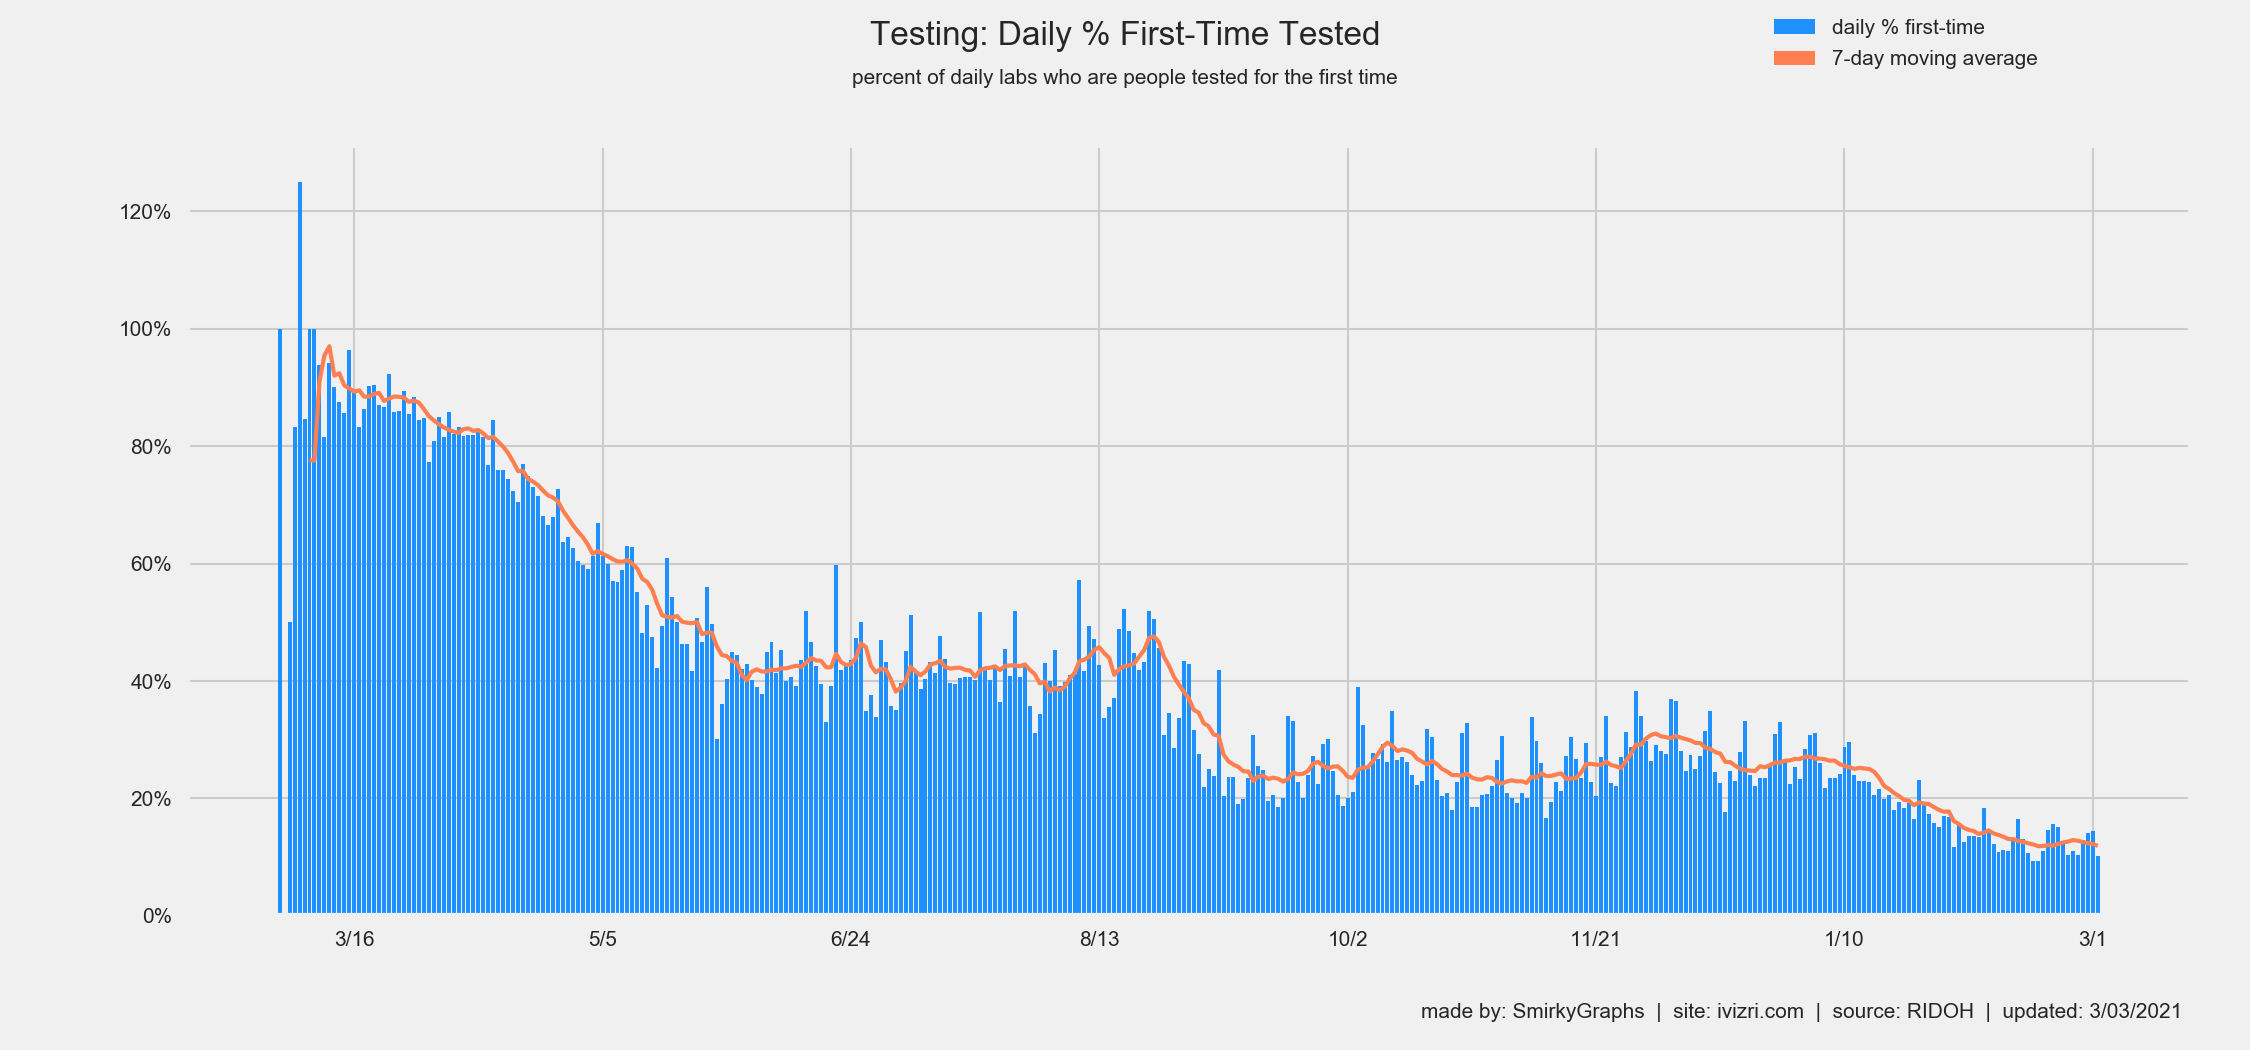 Testing: Daily % First-Time Tested
percent of daily labs who are people tested for the first time
daily % first-time
7-day moving average
120%
100%
80%
60%
40%
20%
0%
3/16 5/5 6/24 8/13 10/2 11/21 1/10 3/1
made by: SmirkyGraphs | site: ivizri.com | source: RIDOH | updated: 3/03/2021